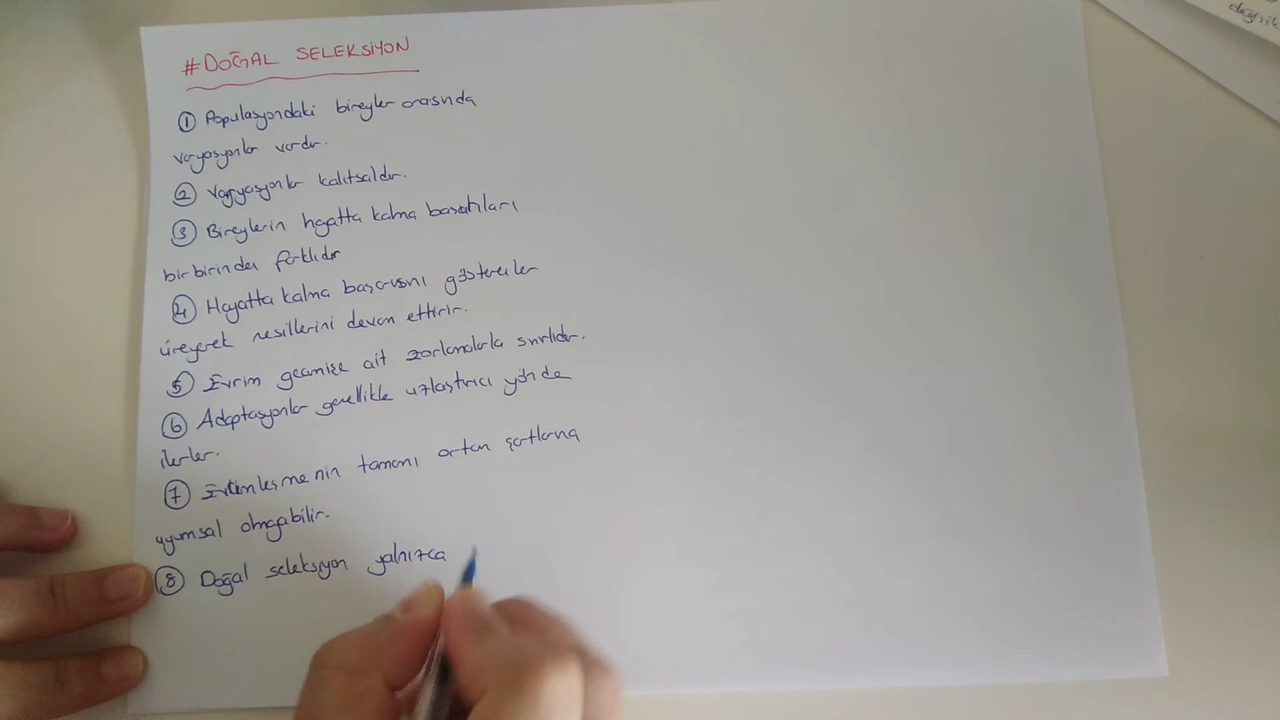 #DOĞAL SELEKSİYON
① Populasyondaki bireyler arasında
varyasyonlar vardır.
② Varyasyonlar kalıtsaldır.
③ Bireylerin hayatta kalma başarıları
birbirinden farklıdır
④ Hayatta kalma başarısını gösterenler
üreyerek nesillerini devam ettirir.
⑤ Evrim geçmişe ait zorlamalarla sınırlıdır.
⑥ Adaptasyonlar genellikle uzlaştırıcı yönde
ilerler.
⑦ Evrimleşmenin tamamı ortam şartlarına
uyumsal olmayabilir.
⑧ Doğal seleksiyon yalnızca